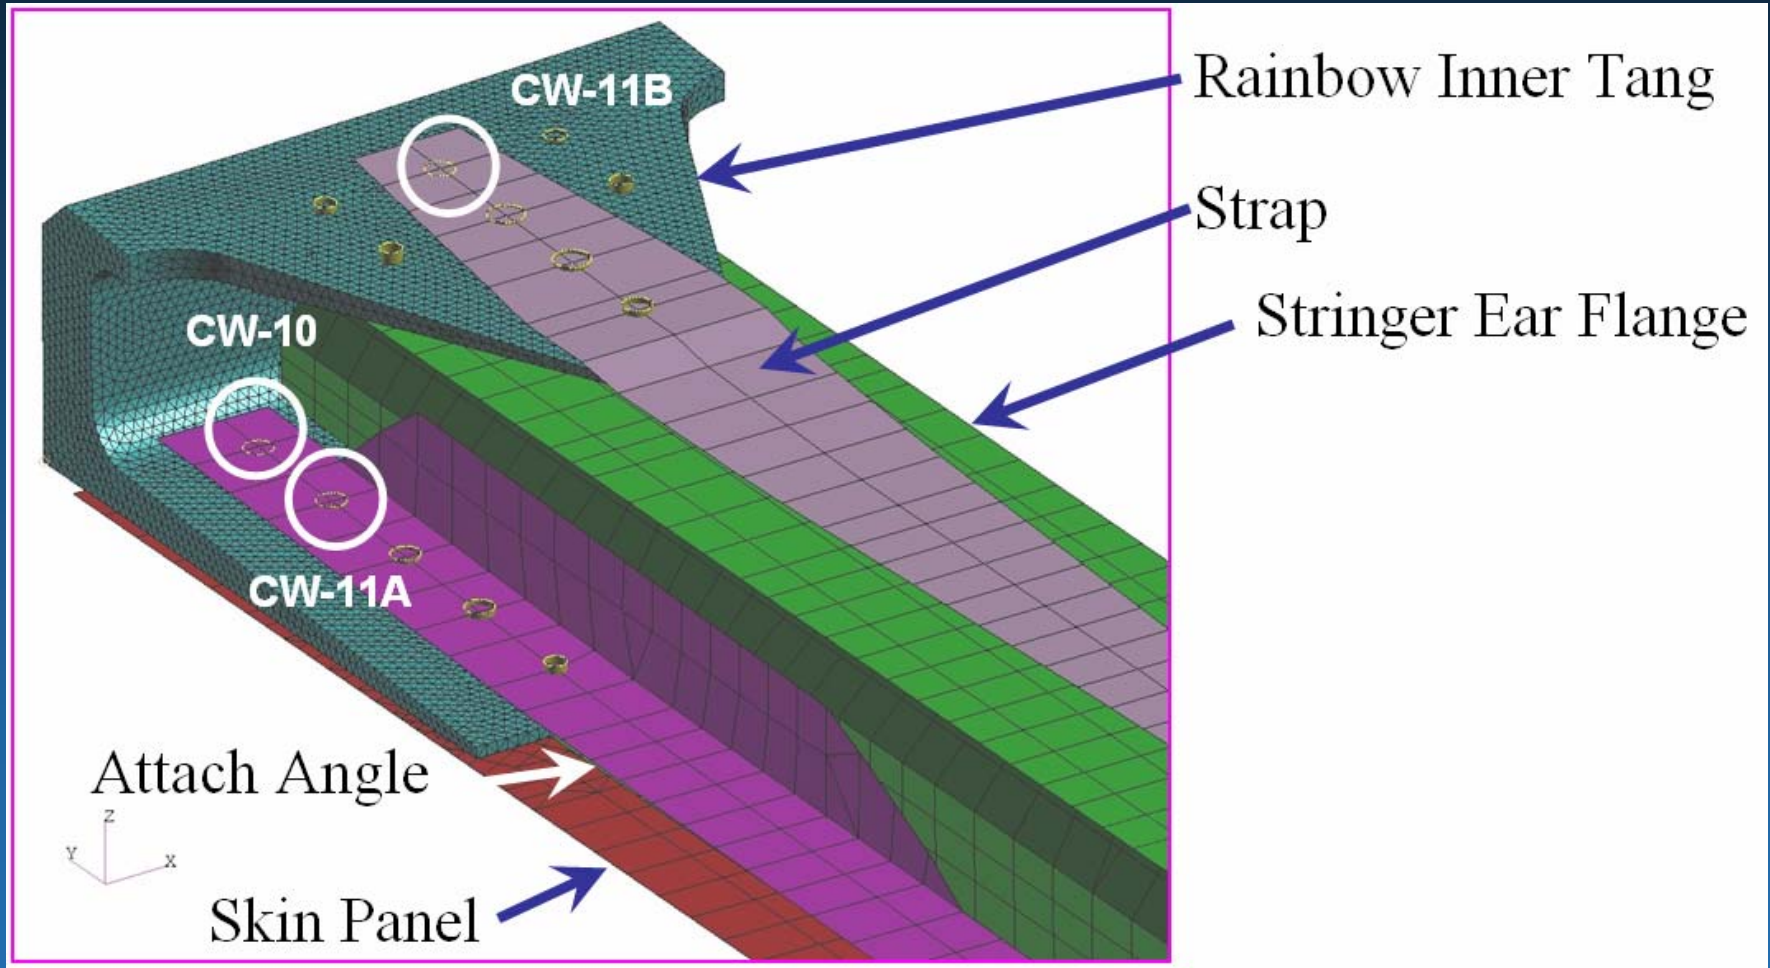 CW-11B
Rainbow Inner Tang
Strap
Stringer Ear Flange
CW-10
CW-11A
Attach Angle
Z
Y
X
Skin Panel